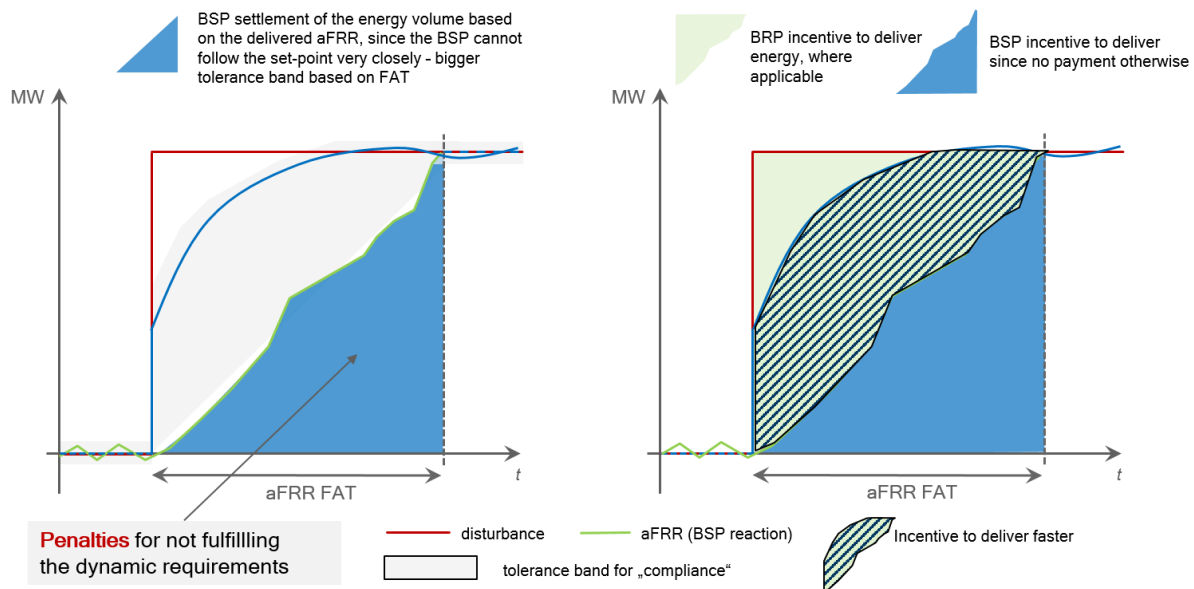 BSP settlement of the energy volume based
on the delivered aFRR, since the BSP cannot
follow the set-point very closely - bigger
tolerance band based on FAT
BRP incentive to deliver
energy, where
applicable
BSP incentive to deliver
since no payment otherwise
MW
MW
t
t
aFRR FAT
aFRR FAT
Penalties for not fulfillling
the dynamic requirements
disturbance
aFRR (BSP reaction)
Incentive to deliver faster
tolerance band for „compliance“